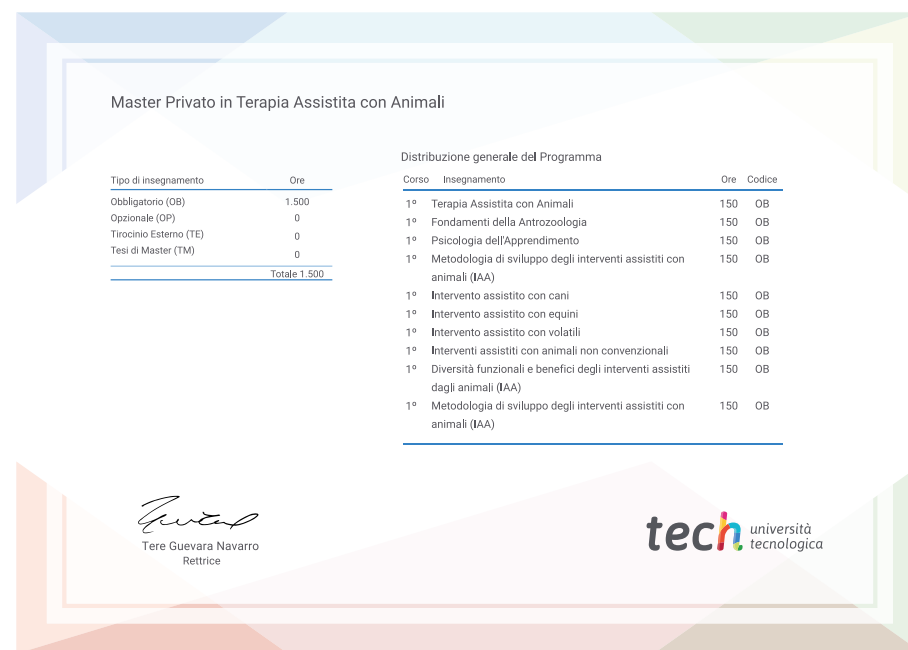 Master Privato in Terapia Assistita con Animali
Tipo di insegnamento Ore
Obbligatorio (OB) 1.500
Opzionale (OP) 0
Tirocinio Esterno (TE) 0
Tesi di Master (TM) 0
Totale 1.500
Distribuzione generale del Programma
Corso Insegnamento Ore Codice
1º Terapia Assistita con Animali 150 OB
1º Fondamenti della Antrozoologia 150 OB
1º Psicologia dell'Apprendimento 150 OB
1º Metodologia di sviluppo degli interventi assistiti con 150 OB
animali (IAA)
1º Intervento assistito con cani 150 OB
1º Intervento assistito con equini 150 OB
1º Intervento assistito con volatili 150 OB
1º Interventi assistiti con animali non convenzionali 150 OB
1º Diversità funzionali e benefici degli interventi assistiti 150 OB
dagli animali (IAA)
1º Metodologia di sviluppo degli interventi assistiti con 150 OB
animali (IAA)
Tere Guevara Navarro
Rettrice
tech università
tecnologica